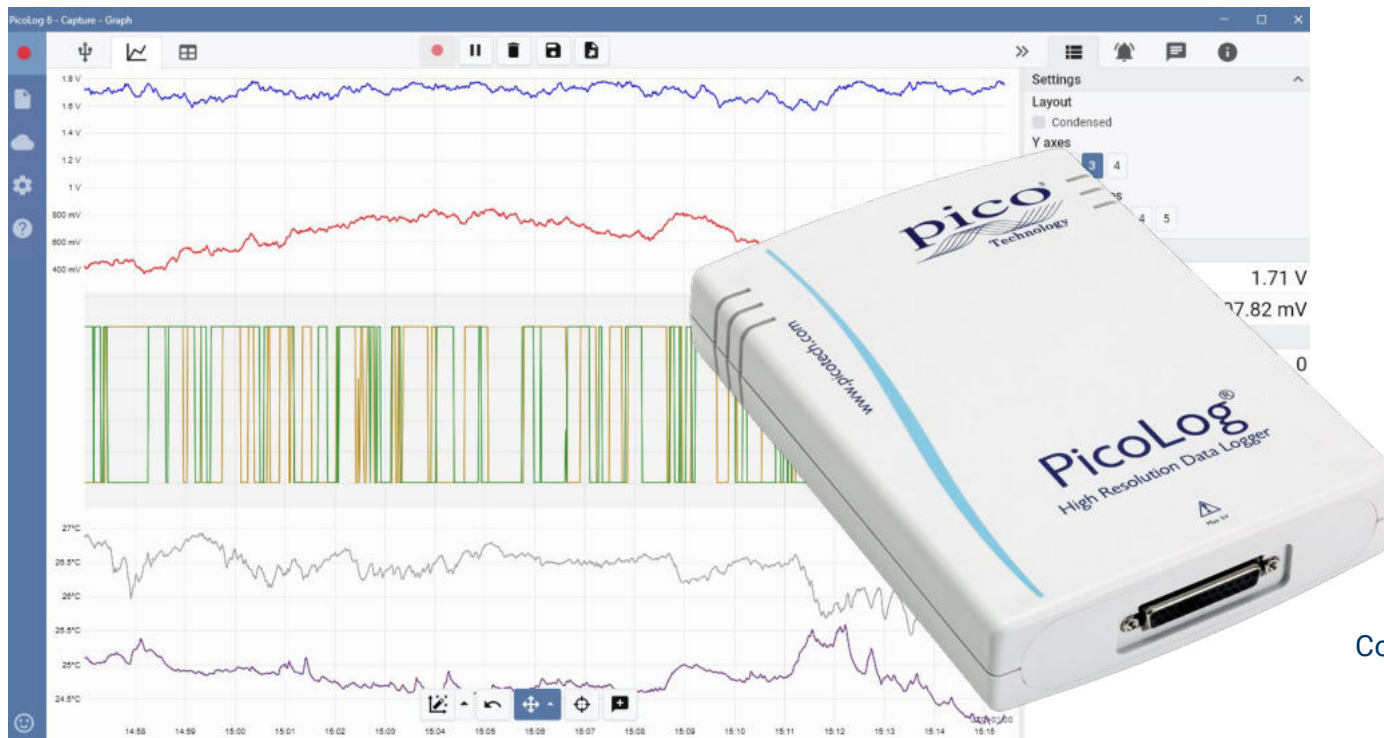 PicoLog 6 - Capture - Graph
Settings
Layout
Condensed
Y axes
3 4
4 5
1.71 V
07.82 mV
0
1.8 V
1.6 V
1.4 V
1.2 V
1 V
800 mV
600 mV
400 mV
27°C
26.5°C
26°C
25.5°C
25°C
24.5°C
14:58 14:59 15:00 15:01 15:02 15:03 15:04 15:05 15:06 15:07 15:08 15:09 15:10 15:11 15:12 15:13 15:14 15:15
pico
Technology
www.picotech.com
PicoLog®
High Resolution Data Logger
Co